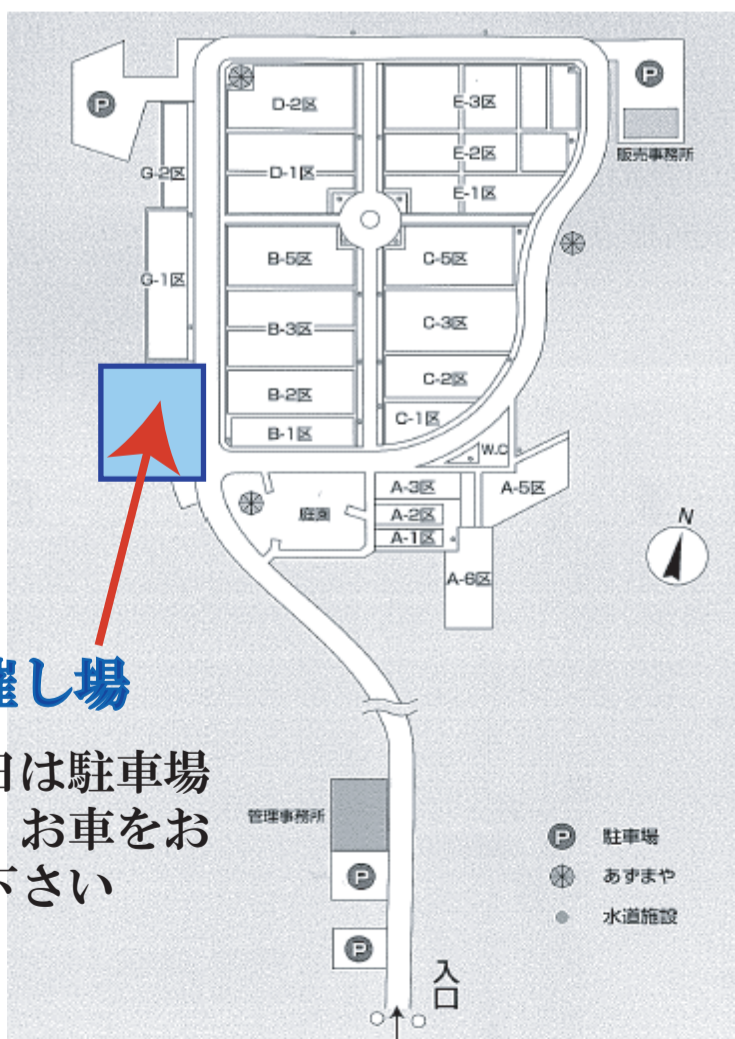 P
P
D-2区
E-3区
販売事務所
G-2区
D-1区
E-2区
E-1区
G-1区
B-5区
C-5区
B-3区
C-3区
B-2区
C-2区
B-1区
C-1区
W.C
A-3区
A-5区
庭園
A-2区
A-1区
A-6区
N
催し場
日は駐車場
お車をお
下さい
管理事務所
P
P
入口
P 駐車場
あずまや
水道施設